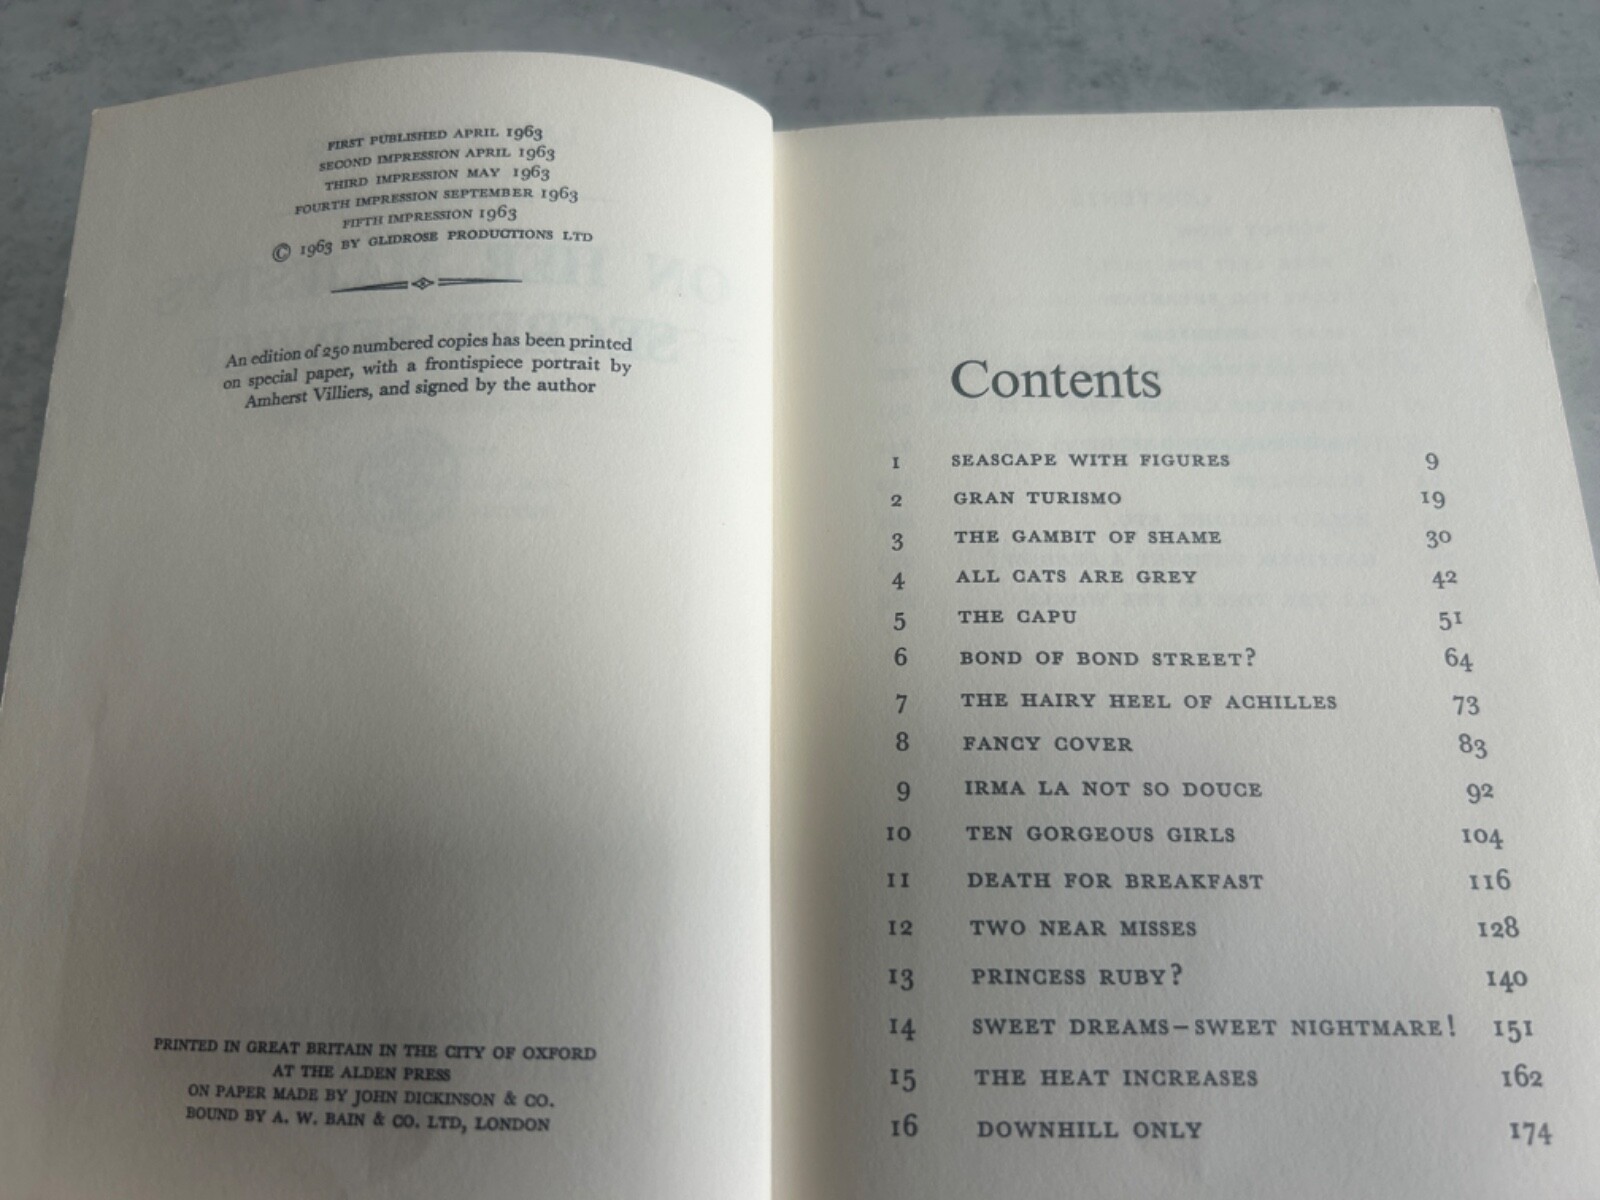 FIRST PUBLISHED APRIL 1963
SECOND IMPRESSION APRIL 1963
THIRD IMPRESSION MAY 1963
FOURTH IMPRESSION SEPTEMBER 1963
FIFTH IMPRESSION 1963
© 1963 BY GLIDROSE PRODUCTIONS LTD
An edition of 250 numbered copies has been printed
on special paper, with a frontispiece portrait by
Amherst Villiers, and signed by the author
PRINTED IN GREAT BRITAIN IN THE CITY OF OXFORD
AT THE ALDEN PRESS
ON PAPER MADE BY JOHN DICKINSON & CO.
BOUND BY A. W. BAIN & CO. LTD, LONDON
Contents
1 SEASCAPE WITH FIGURES 9
2 GRAN TURISMO 19
3 THE GAMBIT OF SHAME 30
4 ALL CATS ARE GREY 42
5 THE CAPU 51
6 BOND OF BOND STREET? 64
7 THE HAIRY HEEL OF ACHILLES 73
8 FANCY COVER 83
9 IRMA LA NOT SO DOUCE 92
10 TEN GORGEOUS GIRLS 104
11 DEATH FOR BREAKFAST 116
12 TWO NEAR MISSES 128
13 PRINCESS RUBY? 140
14 SWEET DREAMS – SWEET NIGHTMARE! 151
15 THE HEAT INCREASES 162
16 DOWNHILL ONLY 174